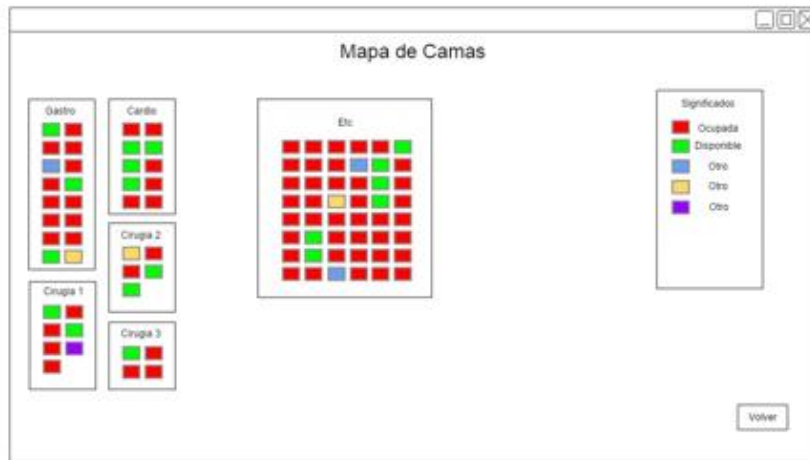 Mapa de Camas
Gastro
Cardio
Cirugia 2
Cirugia 1
Cirugia 3
Etc
Significados
Ocupada
Disponible
Otro
Otro
Otro
Volver